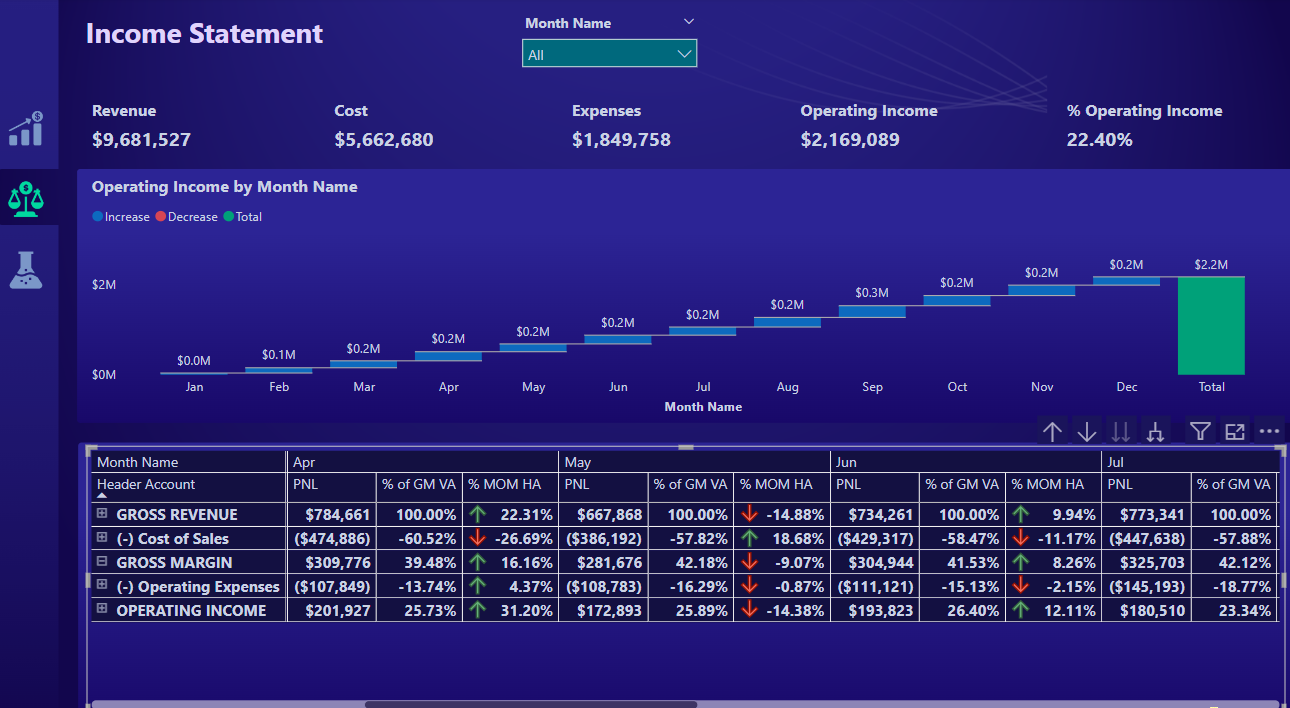 Income Statement
Month Name
All
Revenue Cost Expenses Operating Income % Operating Income
$9,681,527 $5,662,680 $1,849,758 $2,169,089 22.40%
Operating Income by Month Name
Increase Decrease Total
$2M
$0M
$0.0M $0.1M $0.2M $0.2M $0.2M $0.2M $0.2M $0.2M $0.3M $0.2M $0.2M $0.2M $2.2M
Jan Feb Mar Apr May Jun Jul Aug Sep Oct Nov Dec Total
Month Name
Month Name Apr May Jun Jul
Header Account PNL % of GM VA % MOM HA PNL % of GM VA % MOM HA PNL % of GM VA % MOM HA PNL % of GM VA
GROSS REVENUE $784,661 100.00% 22.31% $667,868 100.00% -14.88% $734,261 100.00% 9.94% $773,341 100.00%
(-) Cost of Sales ($474,886) -60.52% -26.69% ($386,192) -57.82% 18.68% ($429,317) -58.47% -11.17% ($447,638) -57.88%
GROSS MARGIN $309,776 39.48% 16.16% $281,676 42.18% -9.07% $304,944 41.53% 8.26% $325,703 42.12%
(-) Operating Expenses ($107,849) -13.74% 4.37% ($108,783) -16.29% -0.87% ($111,121) -15.13% -2.15% ($145,193) -18.77%
OPERATING INCOME $201,927 25.73% 31.20% $172,893 25.89% -14.38% $193,823 26.40% 12.11% $180,510 23.34%